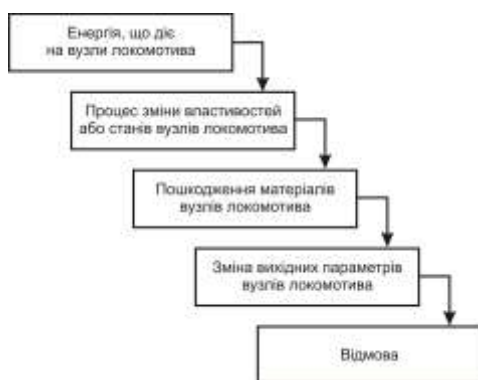 Енергія, що діє
на вузли локомотива
Процес зміни властивостей
або станів вузлів локомотива
Пошкодження матеріалів
вузлів локомотива
Зміна вихідних параметрів
вузлів локомотива
Відмова